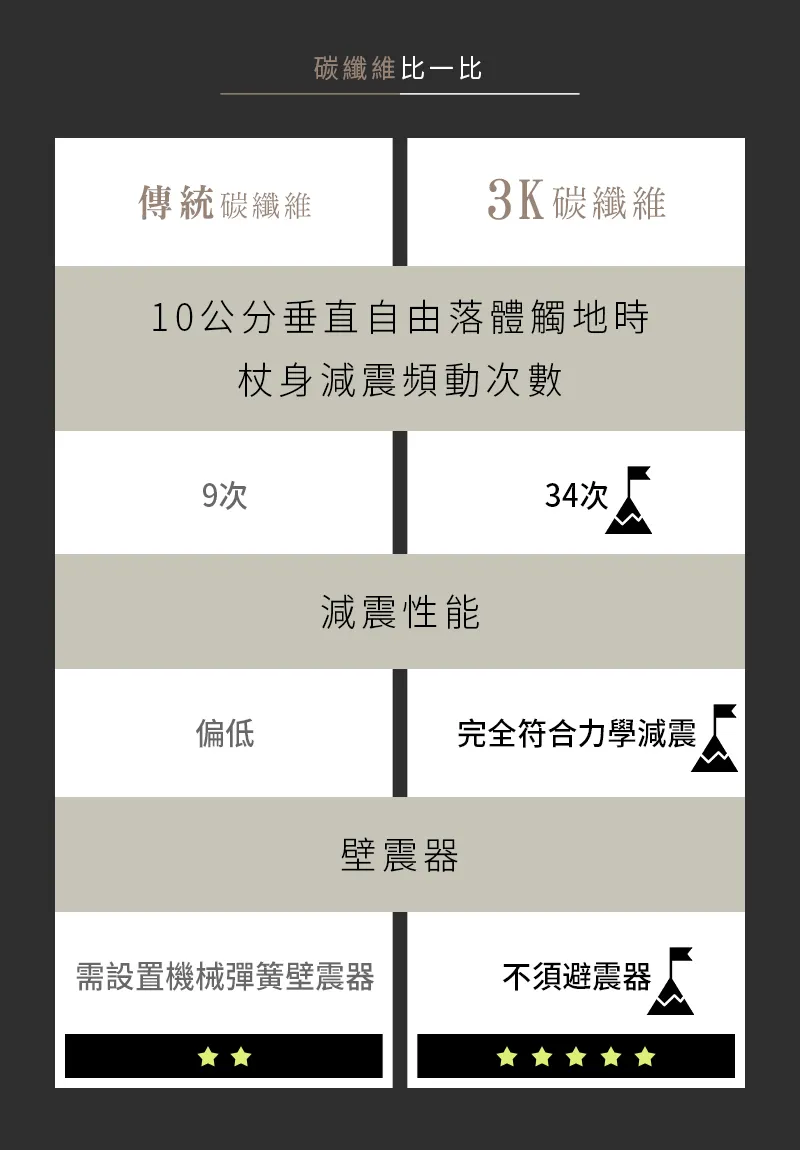 碳纖維比一比
傳統碳纖維
3K碳纖維
10公分垂直自由落體觸地時
杖身減震頻動次數
9次
34次
減震性能
偏低
完全符合力學減震
壁震器
需設置機械彈簧壁震器
不須避震器